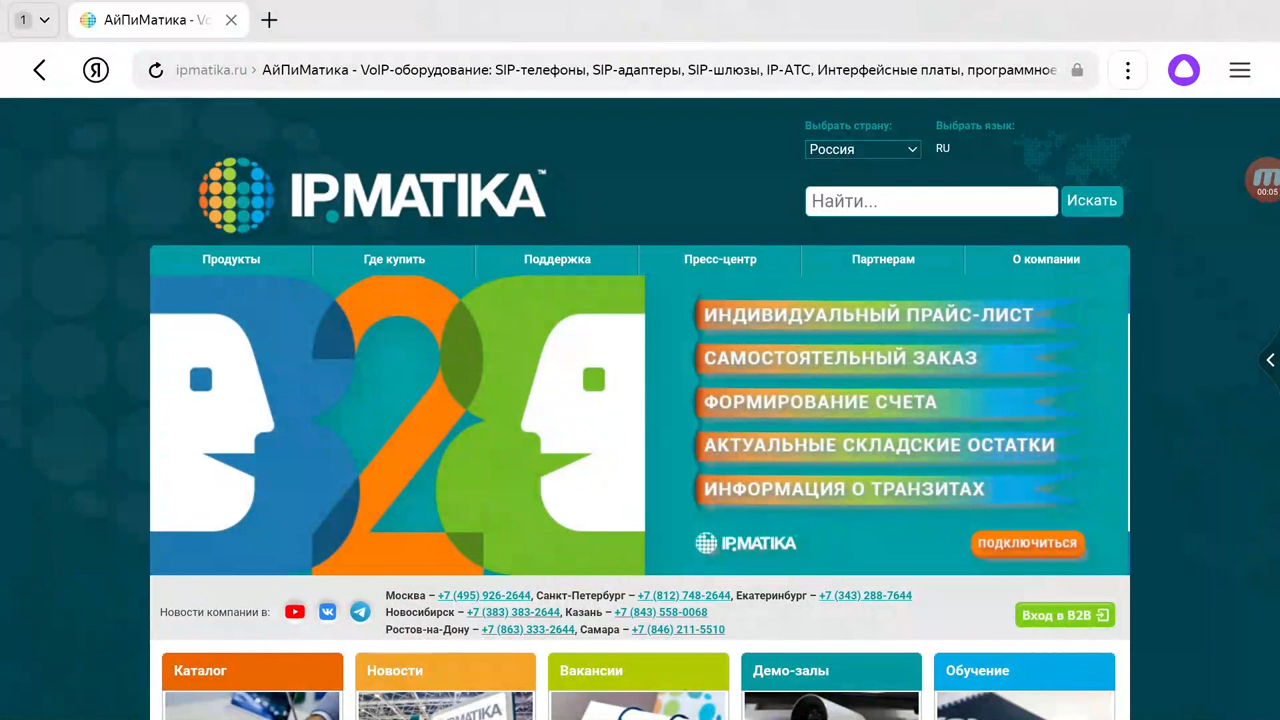 1
АйПиМатика - Vo
ipmatika.ru › АйПиМатика - VoIP-оборудование: SIP-телефоны, SIP-адаптеры, SIP-шлюзы, IP-АТС, Интерфейсные платы, программное
Я
Выбрать страну: Выбрать язык:
Россия RU
IPMATIKA™
Найти... Искать
00:05
Продукты Где купить Поддержка Пресс-центр Партнерам О компании
B2B
ИНДИВИДУАЛЬНЫЙ ПРАЙС-ЛИСТ
САМОСТОЯТЕЛЬНЫЙ ЗАКАЗ
ФОРМИРОВАНИЕ СЧЕТА
АКТУАЛЬНЫЕ СКЛАДСКИЕ ОСТАТКИ
ИНФОРМАЦИЯ О ТРАНЗИТАХ
IPMATIKA ПОДКЛЮЧИТЬСЯ
Новости компании в:
Москва – +7 (495) 926-2644, Санкт-Петербург – +7 (812) 748-2644, Екатеринбург – +7 (343) 288-7644
Новосибирск – +7 (383) 383-2644, Казань – +7 (843) 558-0068
Ростов-на-Дону – +7 (863) 333-2644, Самара – +7 (846) 211-5510
Вход в B2B
Каталог Новости Вакансии Демо-залы Обучение
IPMATIKA